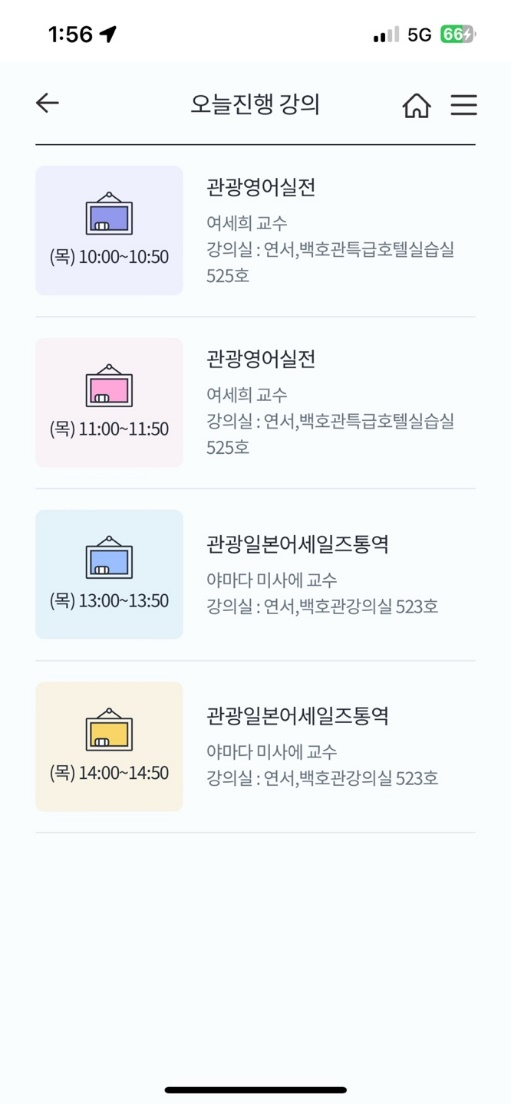 1:56
5G 66
오늘진행 강의
관광영어실전
여세희 교수
(목) 10:00~10:50
강의실 : 연서,백호관특급호텔실습실
525호
관광영어실전
여세희 교수
(목) 11:00~11:50
강의실 : 연서,백호관특급호텔실습실
525호
관광일본어세일즈통역
야마다 미사에 교수
(목) 13:00~13:50
강의실 : 연서,백호관강의실 523호
관광일본어세일즈통역
야마다 미사에 교수
(목) 14:00~14:50
강의실 : 연서,백호관강의실 523호